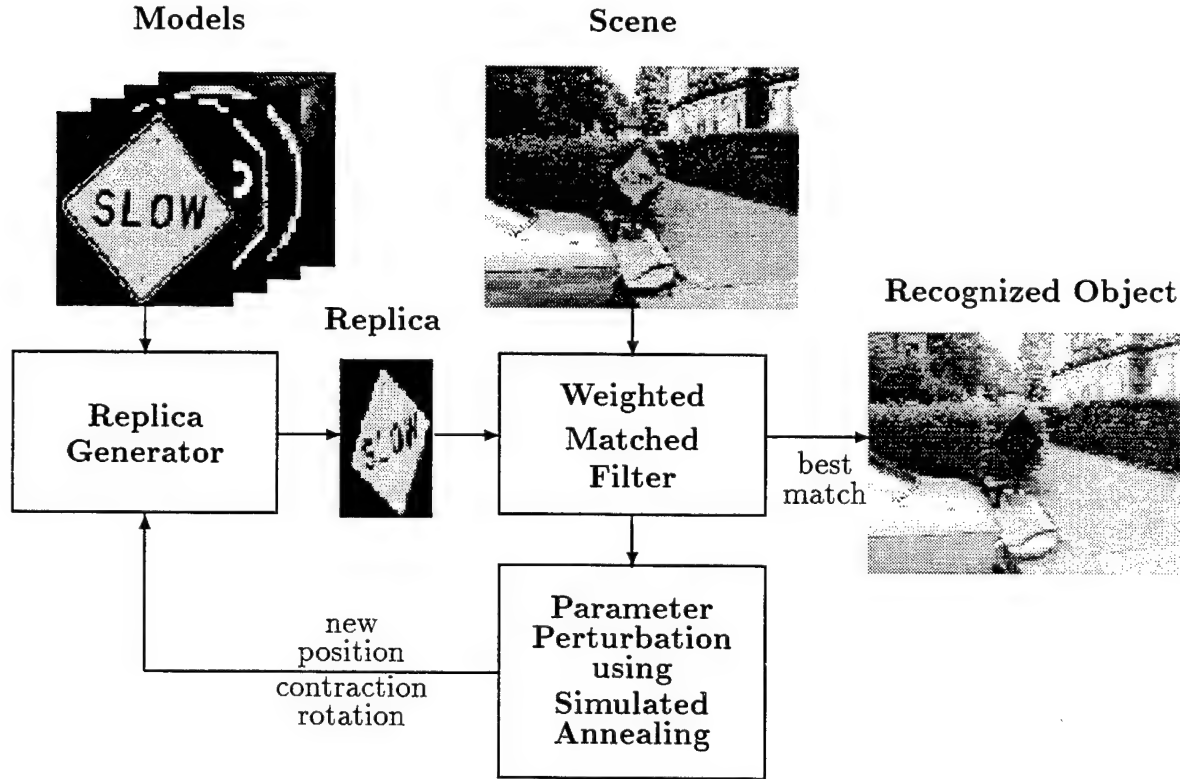 Models
Scene
SLOW
Recognized Object
Replica
Replica
Generator
SLOW
Weighted
Matched
Filter
best
match
new
position
contraction
rotation
Parameter
Perturbation
using
Simulated
Annealing